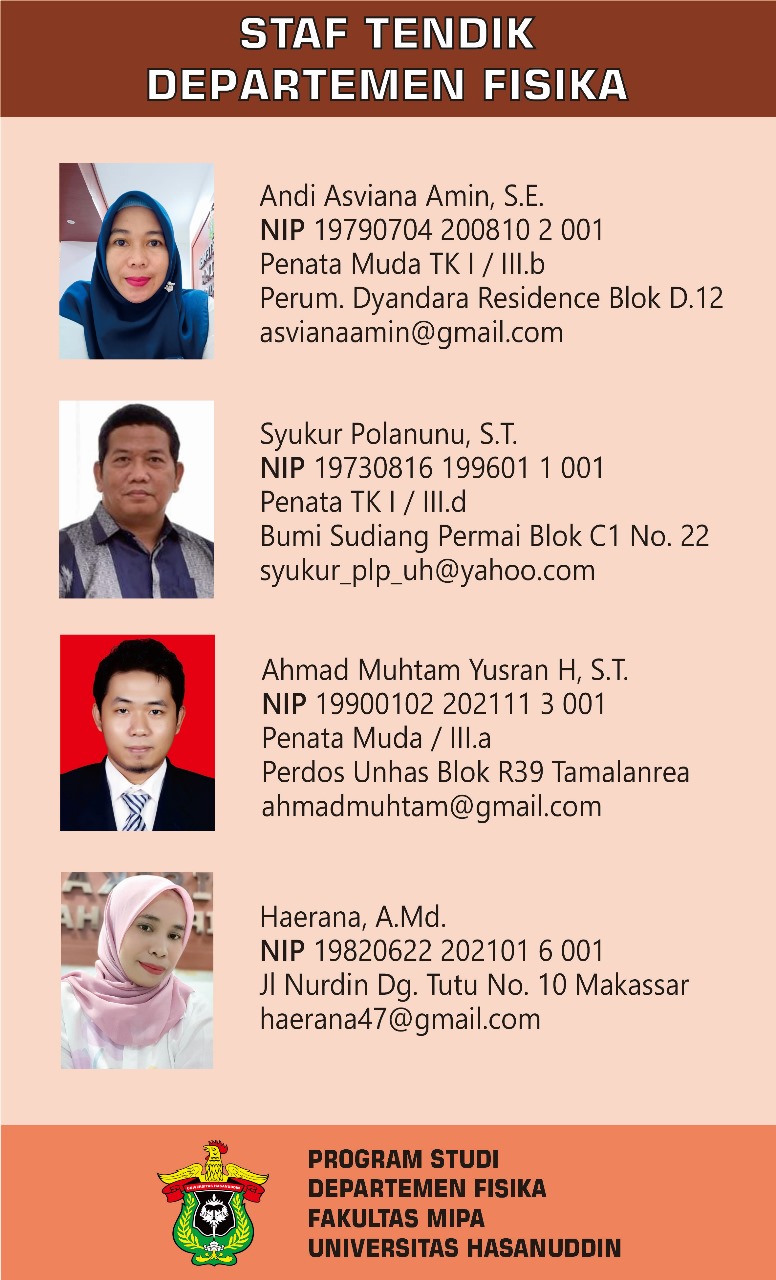 STAF TENDIK
DEPARTEMEN FISIKA
Andi Asviana Amin, S.E.
NIP 19790704 200810 2 001
Penata Muda TK I / III.b
Perum. Dyandara Residence Blok D.12
asvianaamin@gmail.com
Syukur Polanunu, S.T.
NIP 19730816 199601 1 001
Penata TK I / III.d
Bumi Sudiang Permai Blok C1 No. 22
syukur_plp_uh@yahoo.com
Ahmad Muhtam Yusran H, S.T.
NIP 19900102 202111 3 001
Penata Muda / III.a
Perdos Unhas Blok R39 Tamalanrea
ahmadmuhtam@gmail.com
Haerana, A.Md.
NIP 19820622 202101 6 001
Jl Nurdin Dg. Tutu No. 10 Makassar
haerana47@gmail.com
UNIVERSITAS HASANUDDIN
PROGRAM STUDI
DEPARTEMEN FISIKA
FAKULTAS MIPA
UNIVERSITAS HASANUDDIN